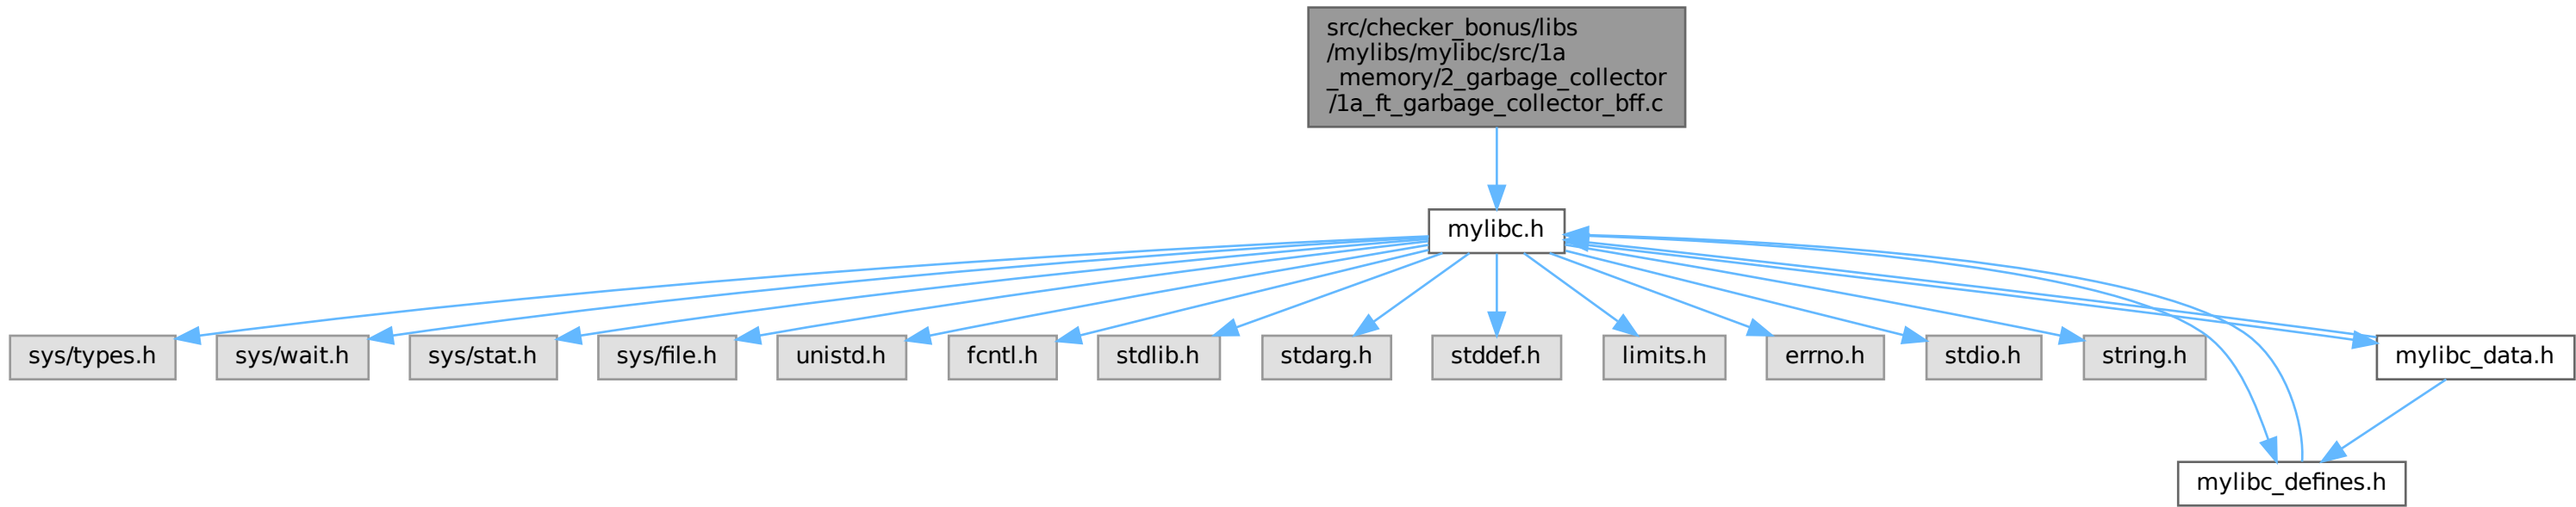 src/checker_bonus/libs
/mylibs/mylibc/src/1a
_memory/2_garbage_collector
/1a_ft_garbage_collector_bff.c
mylibc.h
sys/types.h
sys/wait.h
sys/stat.h
sys/file.h
unistd.h
fcntl.h
stdlib.h
stdarg.h
stddef.h
limits.h
errno.h
stdio.h
string.h
mylibc_data.h
mylibc_defines.h